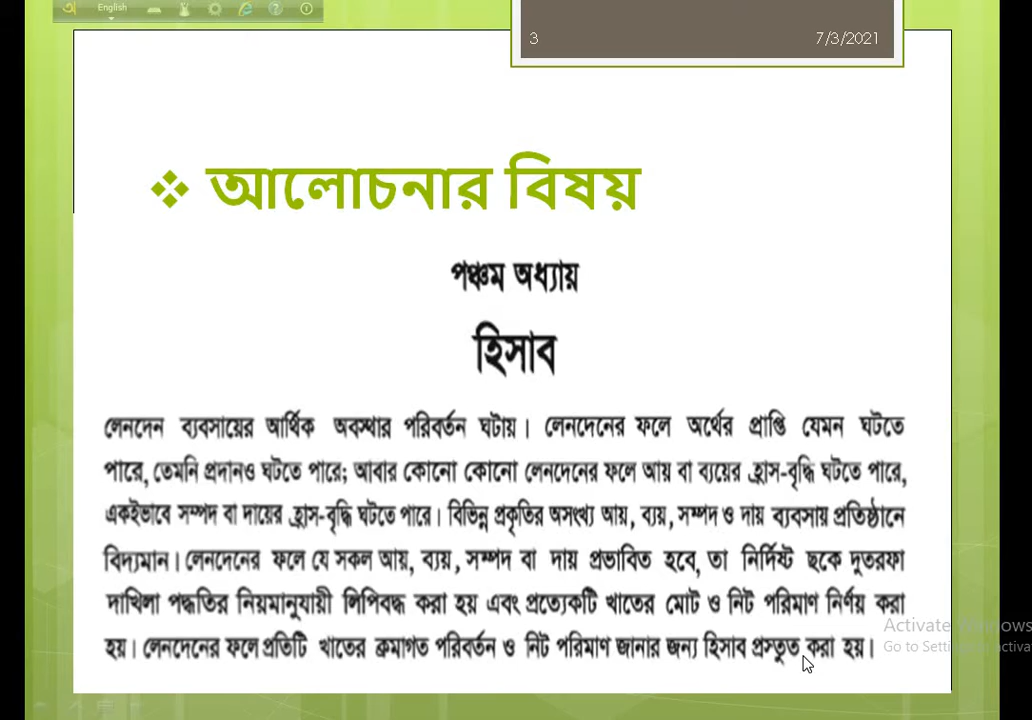 English
3
7/3/2021
❖ আলোচনার বিষয়
পঞ্চম অধ্যায়
হিসাব
লেনদেন ব্যবসায়ের আর্থিক অবস্থার পরিবর্তন ঘটায়। লেনদেনের ফলে অর্থের প্রাপ্তি যেমন ঘটতে
পারে, তেমনি প্রদানও ঘটতে পারে; আবার কোনো কোনো লেনদেনের ফলে আয় বা ব্যয়ের হ্রাস-বৃদ্ধি ঘটতে পারে,
একইভাবে সম্পদ বা দায়ের হ্রাস-বৃদ্ধি ঘটতে পারে। বিভিন্ন প্রকৃতির অসংখ্য আয়, ব্যয়, সম্পদ ও দায় ব্যবসায় প্রতিষ্ঠানে
বিদ্যমান। লেনদেনের ফলে যে সকল আয়, ব্যয়, সম্পদ বা দায় প্রভাবিত হবে, তা নির্দিষ্ট ছকে দুতরফা
দাখিলা পদ্ধতির নিয়মানুযায়ী লিপিবদ্ধ করা হয় এবং প্রত্যেকটি খাতের মোট ও নিট পরিমাণ নির্ণয় করা
হয়। লেনদেনের ফলে প্রতিটি খাতের ক্রমাগত পরিবর্তন ও নিট পরিমাণ জানার জন্য হিসাব প্রস্তুত করা হয়।
Activate Windows
Go to Settings activa